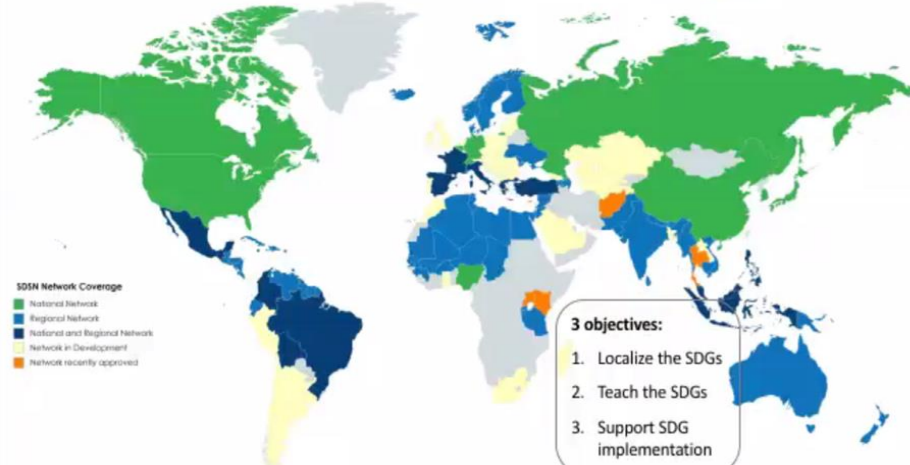 SDSN Network Coverage
National Network
Regional Network
National and Regional Network
Network in Development
Network recently approved
3 objectives:
1. Localize the SDGs
2. Teach the SDGs
3. Support SDG
implementation